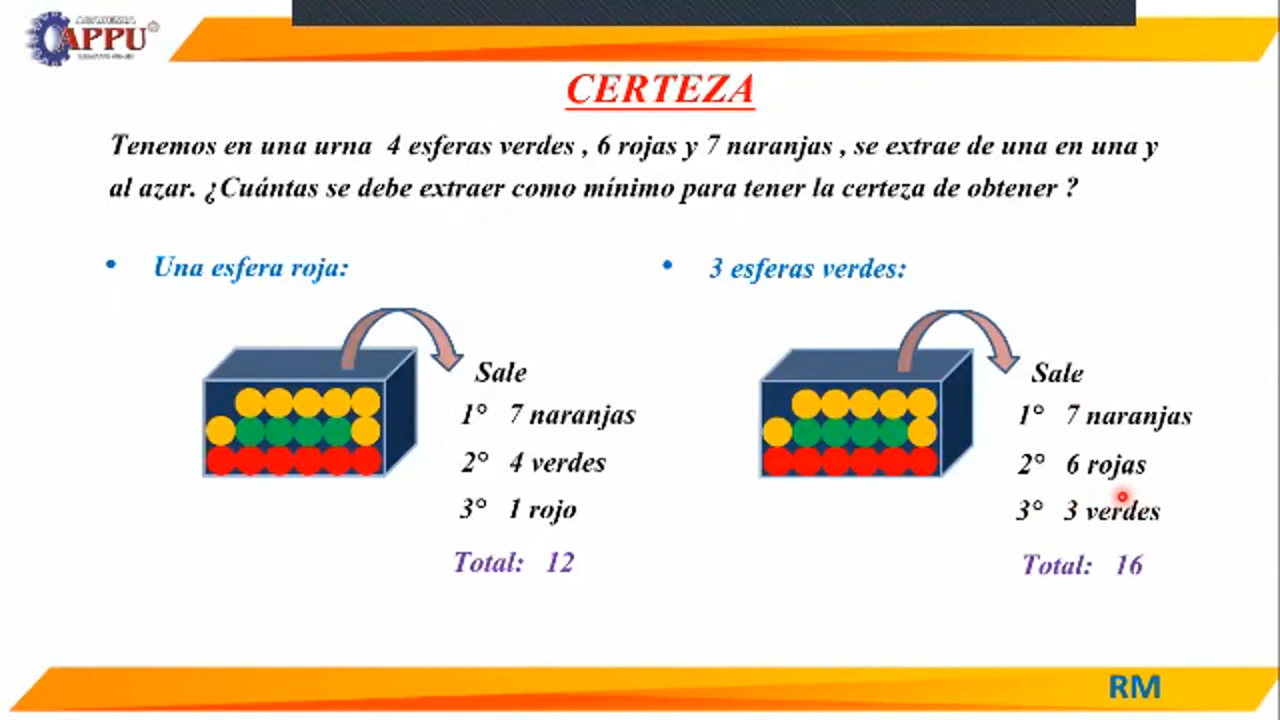 ACADEMIA
APPU
CERTEZA
Tenemos en una urna 4 esferas verdes , 6 rojas y 7 naranjas , se extrae de una en una y
al azar. ¿Cuántas se debe extraer como mínimo para tener la certeza de obtener ?
• Una esfera roja:
Sale
1° 7 naranjas
2° 4 verdes
3° 1 rojo
Total: 12
• 3 esferas verdes:
Sale
1° 7 naranjas
2° 6 rojas
3° 3 verdes
Total: 16
RM